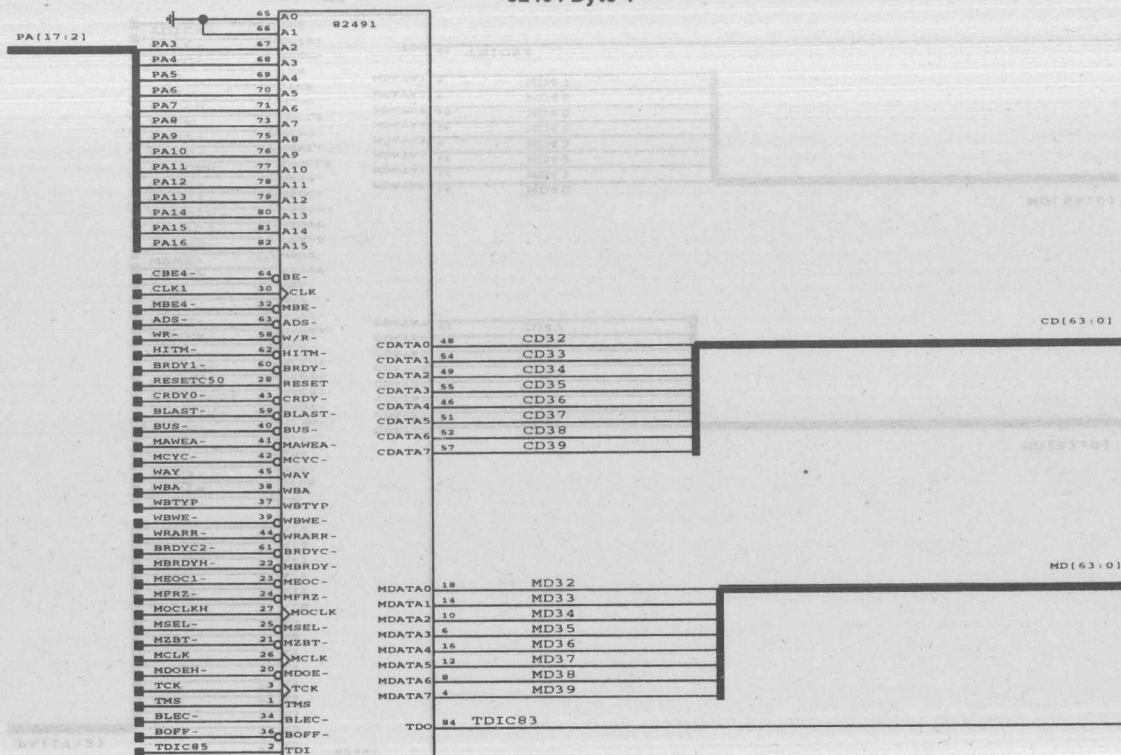 82491
65 A0
66 A1
PA[17:2]
PA3 67 A2
PA4 68 A3
PA5 69 A4
PA6 70 A5
PA7 71 A6
PA8 73 A7
PA9 75 A8
PA10 76 A9
PA11 77 A10
PA12 78 A11
PA13 79 A12
PA14 80 A13
PA15 81 A14
PA16 82 A15
CBE4- 64 BE-
CLK1 30 CLK
MBE4- 32 MBE-
ADS- 63 ADS-
WR- 58 W/R-
HITM- 62 HITM-
BRDY1- 60 BRDY-
RESETC50 28 RESET
CRDY0- 43 CRDY-
BLAST- 59 BLAST-
BUS- 40 BUS-
MAWEA- 41 MAWEA-
MCYC- 42 MCYC-
WAY 45 WAY
WBA 38 WBA
WBTYP 37 WBTYP
WBWE- 39 WBWE-
WRARR- 44 WRARR-
BRDYC2- 61 BRDYC-
MBRDYH- 22 MBRDY-
MEOC1- 23 MEOC-
MFRZ- 24 MFRZ-
MOCLKH 27 MOCLK
MSEL- 25 MSEL-
MZBT- 21 MZBT-
MCLK 26 MCLK
MDOEH- 20 MDOE-
TCK 3 TCK
TMS 1 TMS
BLEC- 34 BLEC-
BOFF- 36 BOFF-
TDIC85 2 TDI
CD[63:0]
CDATA0 48 CD32
CDATA1 54 CD33
CDATA2 49 CD34
CDATA3 55 CD35
CDATA4 46 CD36
CDATA5 51 CD37
CDATA6 52 CD38
CDATA7 57 CD39
MD[63:0]
MDATA0 18 MD32
MDATA1 14 MD33
MDATA2 10 MD34
MDATA3 6 MD35
MDATA4 16 MD36
MDATA5 12 MD37
MDATA6 8 MD38
MDATA7 4 MD39
TDO 84 TDIC83